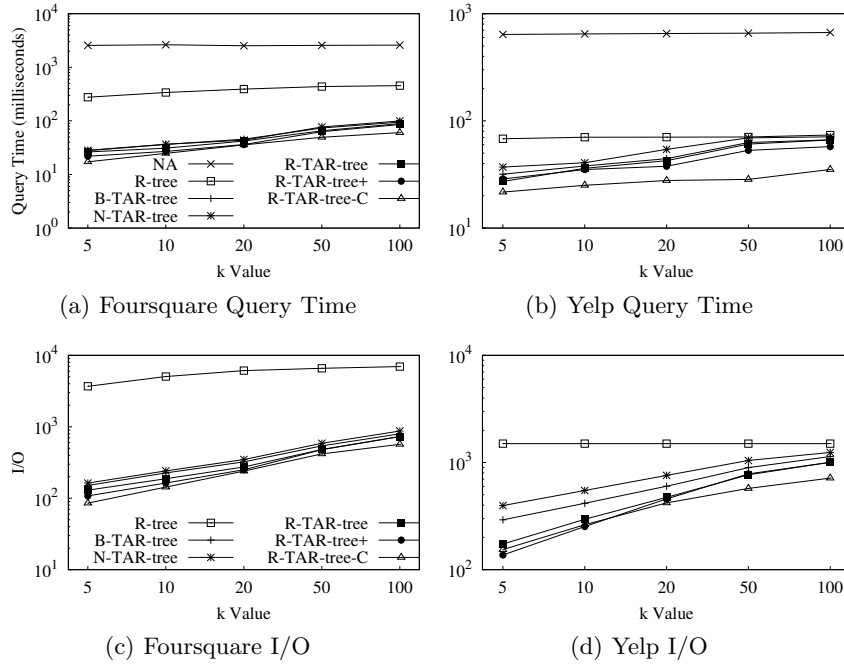 Query Time (milliseconds)
10^4
10^3
10^2
10^1
10^0
NA
R-tree
B-TAR-tree
N-TAR-tree
R-TAR-tree
R-TAR-tree+
R-TAR-tree-C
5 10 20 50 100
k Value
(a) Foursquare Query Time
10^3
10^2
10^1
5 10 20 50 100
k Value
(b) Yelp Query Time
I/O
10^4
10^3
10^2
10^1
R-tree
B-TAR-tree
N-TAR-tree
R-TAR-tree
R-TAR-tree+
R-TAR-tree-C
5 10 20 50 100
k Value
(c) Foursquare I/O
10^4
10^3
10^2
5 10 20 50 100
k Value
(d) Yelp I/O